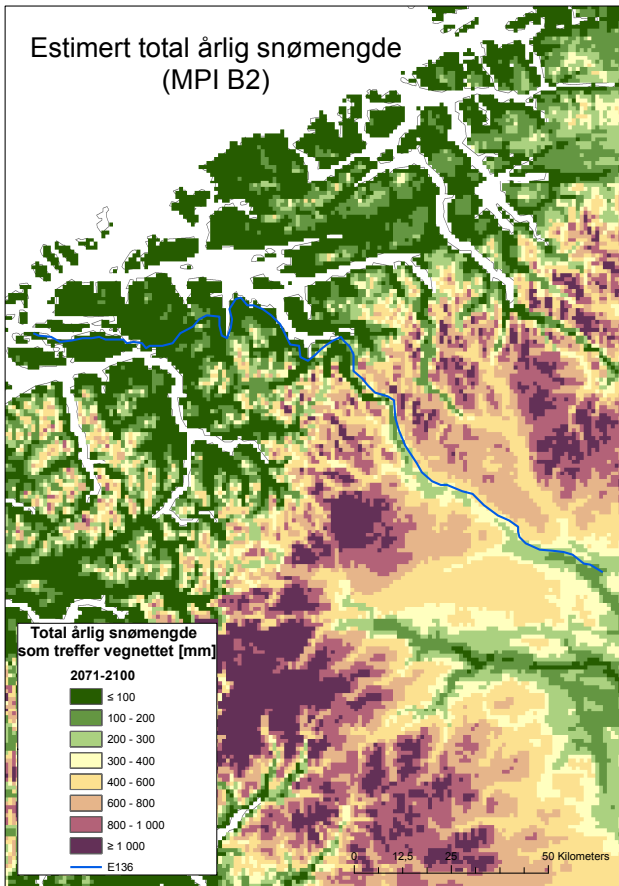 Estimert total årlig snømengde
(MPI B2)
Total årlig snømengde
som treffer vegnettet [mm]
2071-2100
≤ 100
100 - 200
200 - 300
300 - 400
400 - 600
600 - 800
800 - 1 000
≥ 1 000
E136
0 12,5 25 50 Kilometers